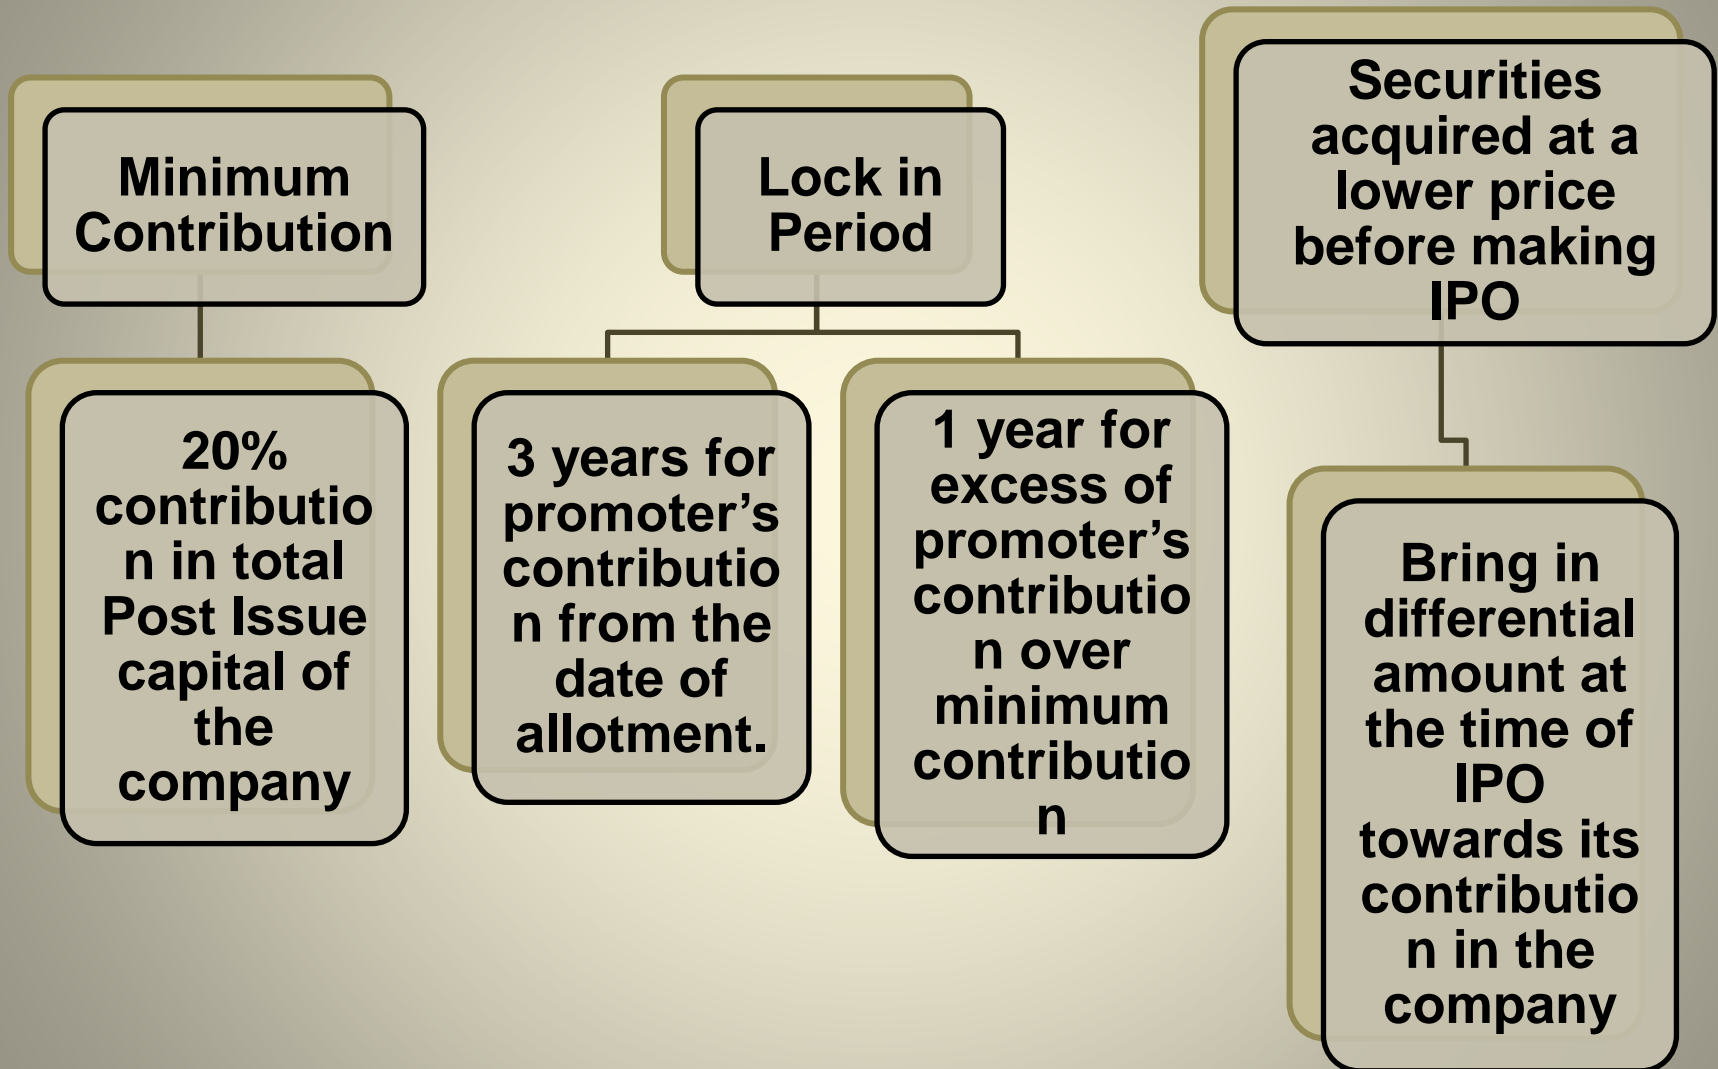 Minimum
Contribution
20%
contributio
n in total
Post Issue
capital of
the
company
Lock in
Period
3 years for
promoter’s
contributio
n from the
date of
allotment.
1 year for
excess of
promoter’s
contributio
n over
minimum
contributio
n
Securities
acquired at a
lower price
before making
IPO
Bring in
differential
amount at
the time of
IPO
towards its
contributio
n in the
company